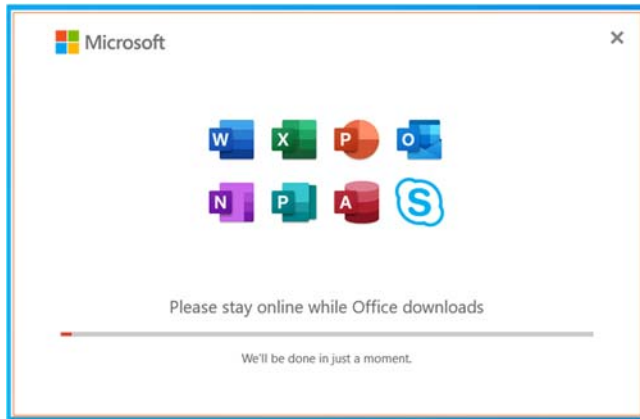 Microsoft
W X P O
N P A S
Please stay online while Office downloads
We'll be done in just a moment.